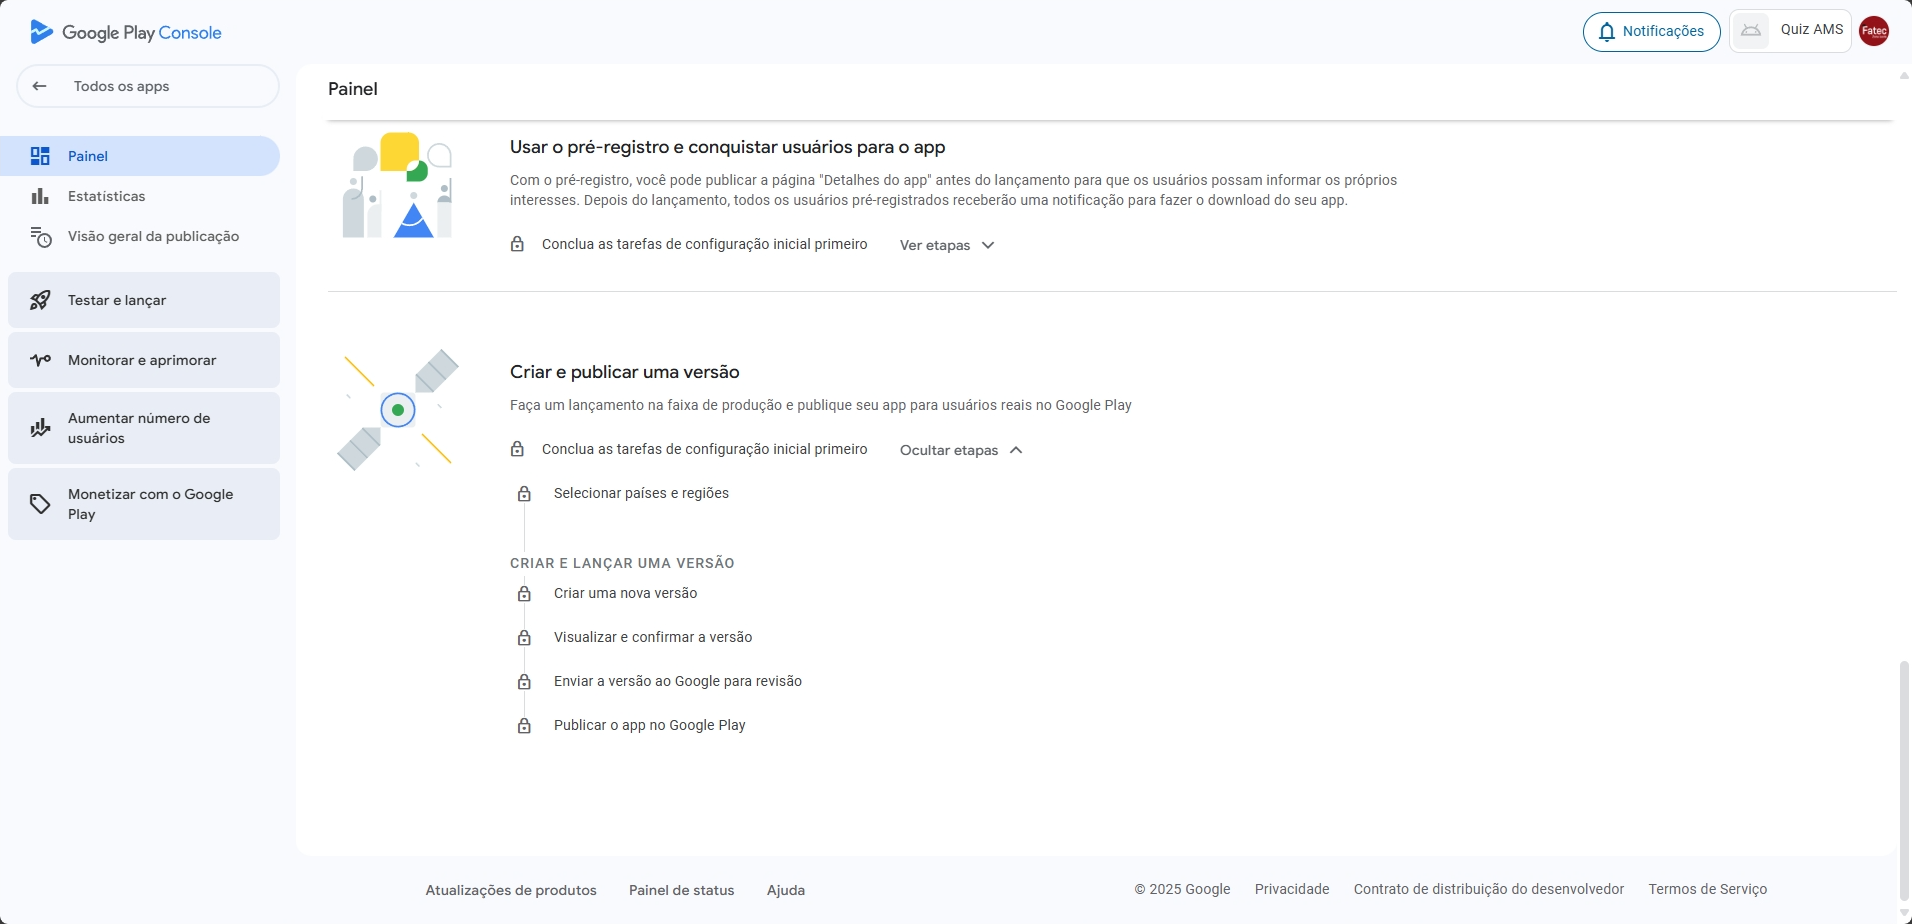 Google Play Console
Notificações
Quiz AMS
Fatec
Todos os apps
Painel
Estatísticas
Visão geral da publicação
Testar e lançar
Monitorar e aprimorar
Aumentar número de
usuários
Monetizar com o Google
Play
Painel
Usar o pré-registro e conquistar usuários para o app
Com o pré-registro, você pode publicar a página "Detalhes do app" antes do lançamento para que os usuários possam informar os próprios
interesses. Depois do lançamento, todos os usuários pré-registrados receberão uma notificação para fazer o download do seu app.
Conclua as tarefas de configuração inicial primeiro
Ver etapas
Criar e publicar uma versão
Faça um lançamento na faixa de produção e publique seu app para usuários reais no Google Play
Conclua as tarefas de configuração inicial primeiro
Ocultar etapas
Selecionar países e regiões
CRIAR E LANÇAR UMA VERSÃO
Criar uma nova versão
Visualizar e confirmar a versão
Enviar a versão ao Google para revisão
Publicar o app no Google Play
Atualizações de produtos
Painel de status
Ajuda
© 2025 Google
Privacidade
Contrato de distribuição do desenvolvedor
Termos de Serviço